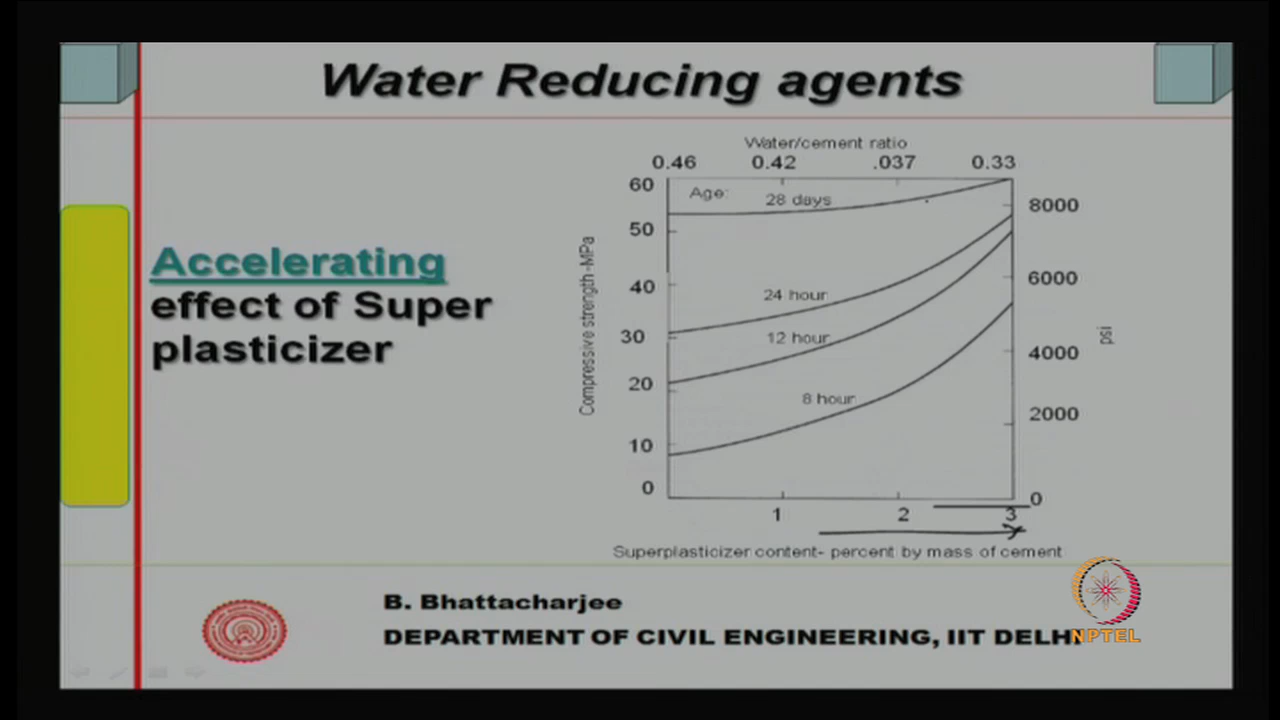 Water Reducing agents
Accelerating
effect of Super
plasticizer
Water/cement ratio
0.46 0.42 .037 0.33
Age:
28 days
24 hour
12 hour
8 hour
60
50
40
30
20
10
0
Compressive strength -MPa
8000
6000
4000
2000
0
psi
1 2 3
Superplasticizer content- percent by mass of cement
B. Bhattacharjee
DEPARTMENT OF CIVIL ENGINEERING, IIT DELHI
NPTEL